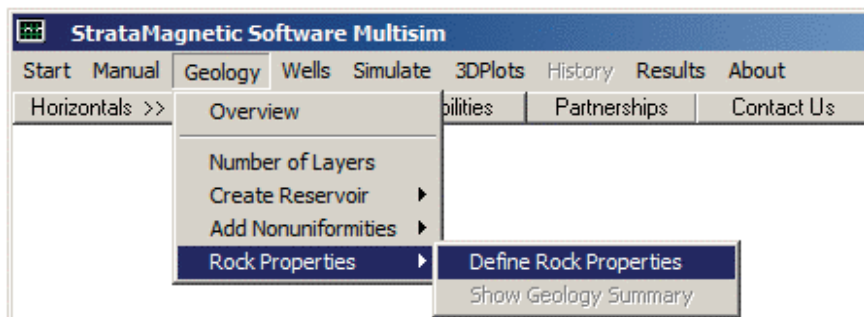 StrataMagnetic Software Multisim
Start Manual Geology Wells Simulate 3DPlots History Results About
Horizontals >> bilities Partnerships Contact Us
Overview
Number of Layers
Create Reservoir
Add Nonuniformities
Rock Properties Define Rock Properties
Show Geology Summary